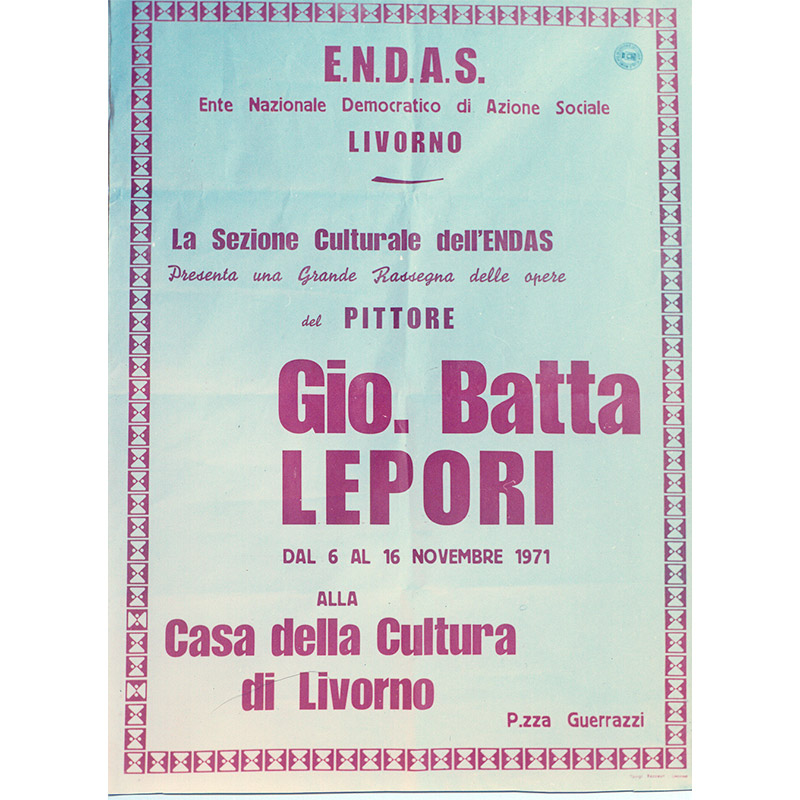 E.N.D.A.S.
Ente Nazionale Democratico di Azione Sociale
LIVORNO
La Sezione Culturale dell'ENDAS
Presenta una Grande Rassegna delle opere
del PITTORE
Gio. Batta
LEPORI
DAL 6 AL 16 NOVEMBRE 1971
ALLA
Casa della Cultura
di Livorno
P.zza Guerrazzi